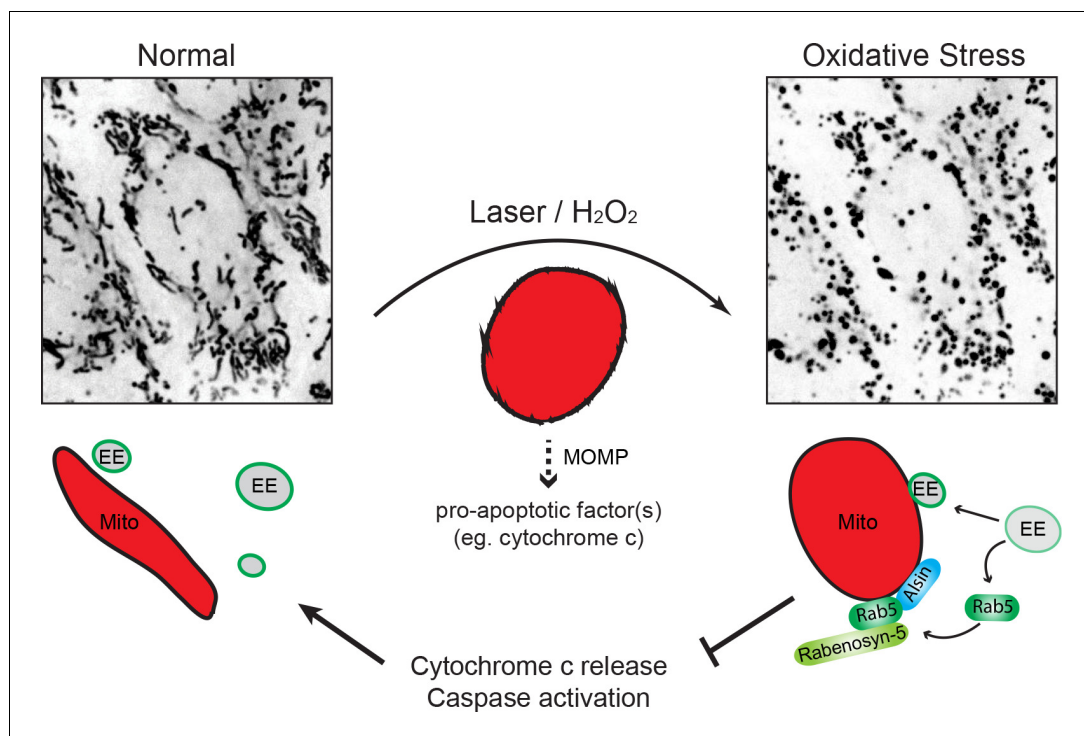 Normal
Oxidative Stress
Laser / H₂O₂
MOMP
pro-apoptotic factor(s)
(eg. cytochrome c)
EE
EE
Mito
EE
Mito
EE
Alsin
Rab5
Rab5
Rabenosyn-5
Cytochrome c release
Caspase activation